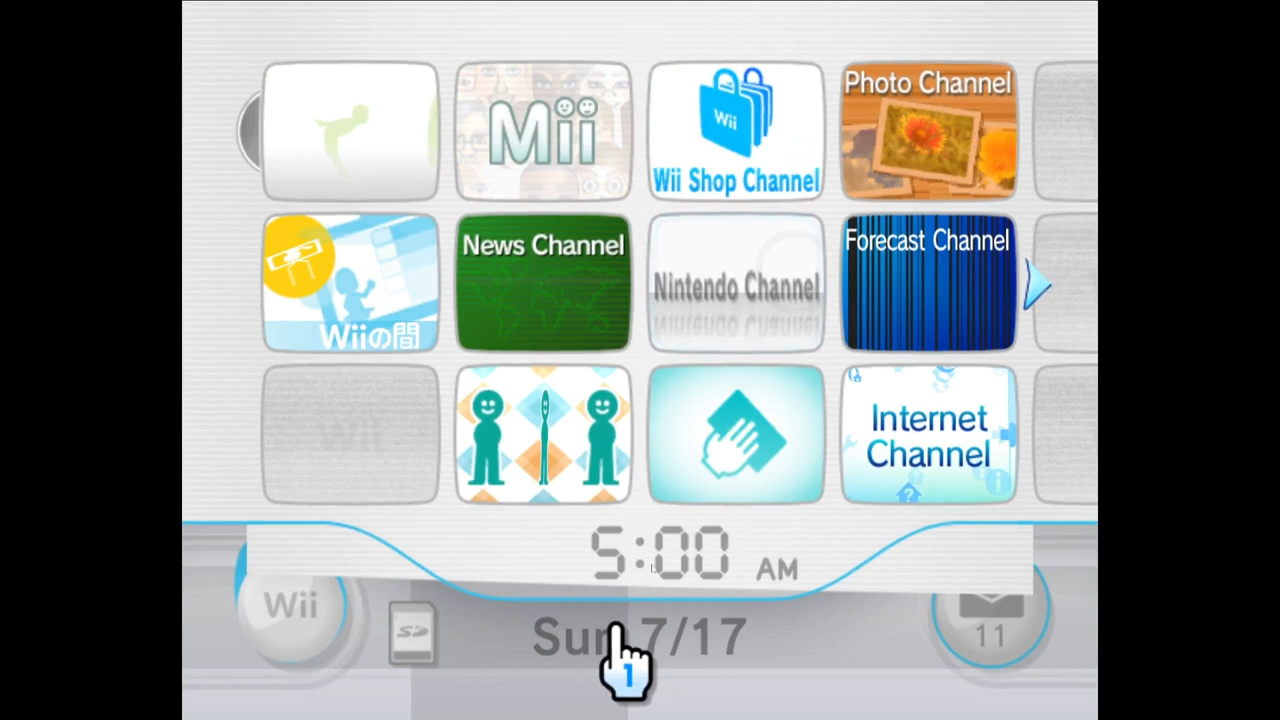 Mii
Wii
Wii Shop Channel
Photo Channel
Wiiの間
News Channel
Nintendo Channel
Forecast Channel
Wii
Internet
Channel
?
5:00 AM
Wii
SD
Sun 7/17
11
1